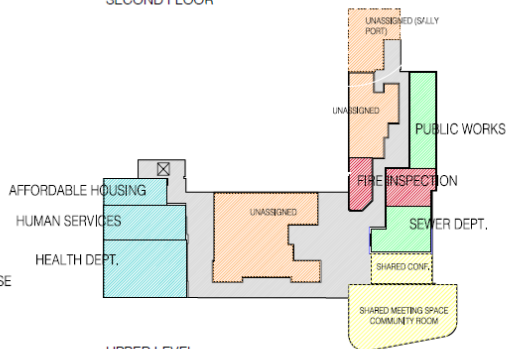 SECOND FLOOR
UNASSIGNED (SALLY
PORT)
UNASSIGNED
PUBLIC WORKS
FIRE INSPECTION
AFFORDABLE HOUSING
UNASSIGNED
HUMAN SERVICES
SEWER DEPT.
HEALTH DEPT.
SHARED CONF.
SE
SHARED MEETING SPACE
COMMUNITY ROOM
UPPER LEVEL